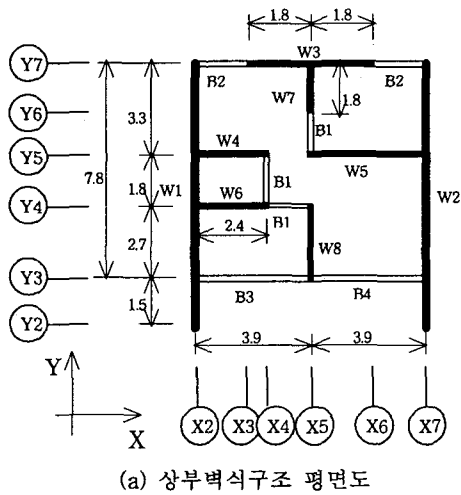 1.8 1.8
Y7 W3
B2 W7 B2
Y6 1.8
3.3 B1
Y5 W4 W5
7.8 1.8 W1 B1 W2
Y4 W6
B1
2.4 W8
2.7
Y3
B3 B4
1.5
Y2
3.9 3.9
Y
X
X2 X3 X4 X5 X6 X7
(a) 상부벽식구조 평면도